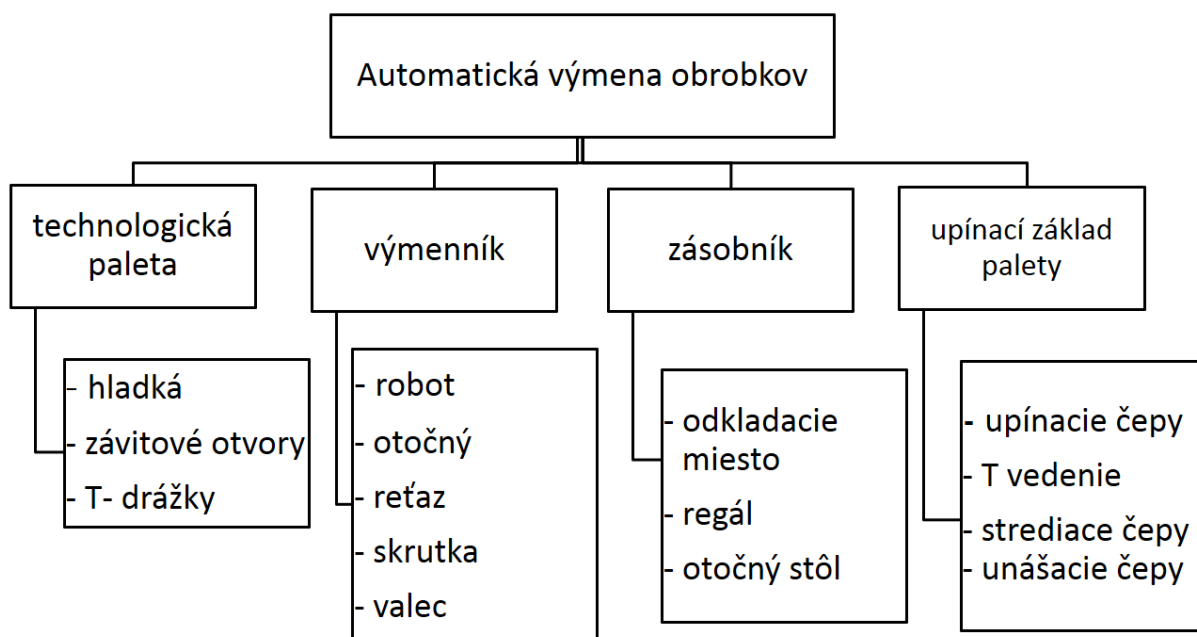 Automatická výmena obrobkov
technologická
paleta
- hladká
- závitové otvory
- T- drážky
výmenník
- robot
- otočný
- reťaz
- skrutka
- valec
zásobník
- odkladacie
miesto
- regál
- otočný stôl
upínací základ
palety
- upínacie čepy
- T vedenie
- strediace čepy
- unášacie čepy